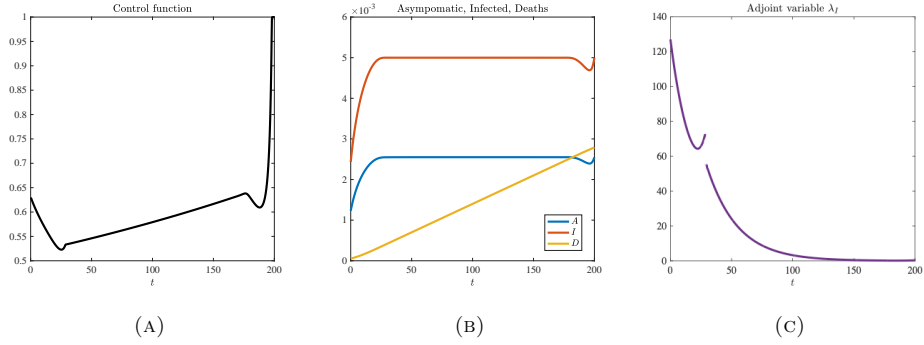 Control function
1
0.95
0.9
0.85
0.8
0.75
0.7
0.65
0.6
0.55
0.5
0 50 100 150 200
t
(A)
×10⁻³ Asympomatic, Infected, Deaths
6
5
4
3
2
1
0
0 50 100 150 200
t
A
I
D
(B)
Adjoint variable λ_I
140
120
100
80
60
40
20
0
0 50 100 150 200
t
(C)